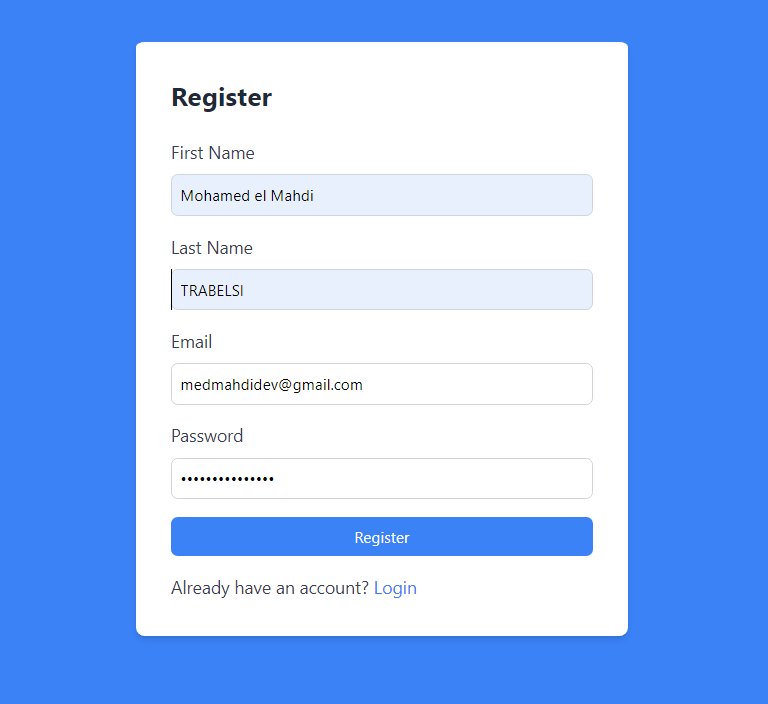 Register
First Name
Mohamed el Mahdi
Last Name
TRABELSI
Email
medmahdidev@gmail.com
Password
•••••••••••••••
Register
Already have an account? Login